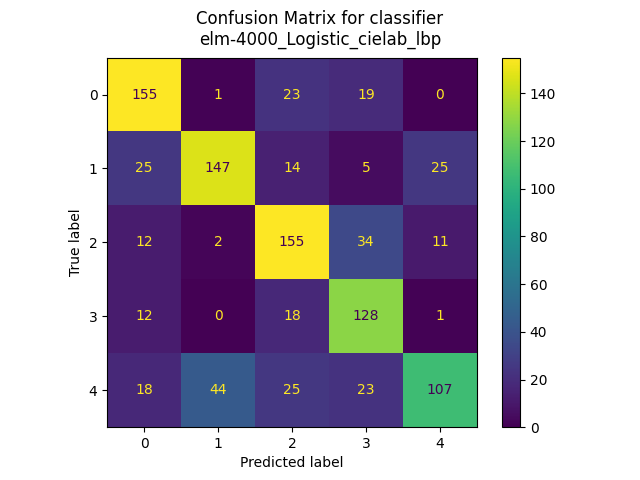 Confusion Matrix for classifier
elm-4000_Logistic_cielab_lbp
True label
0 155 1 23 19 0
1 25 147 14 5 25
2 12 2 155 34 11
3 12 0 18 128 1
4 18 44 25 23 107
0 1 2 3 4
Predicted label
140
120
100
80
60
40
20
0